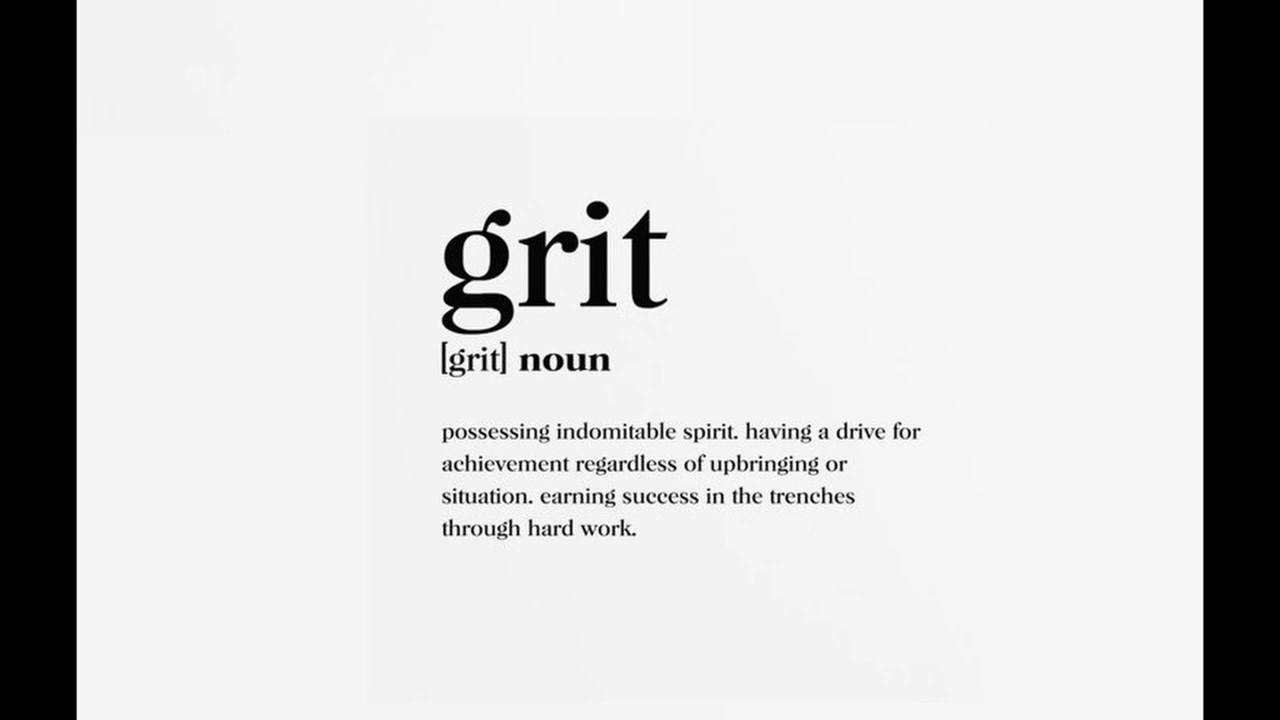 grit
[grit] noun
possessing indomitable spirit. having a drive for
achievement regardless of upbringing or
situation. earning success in the trenches
through hard work.